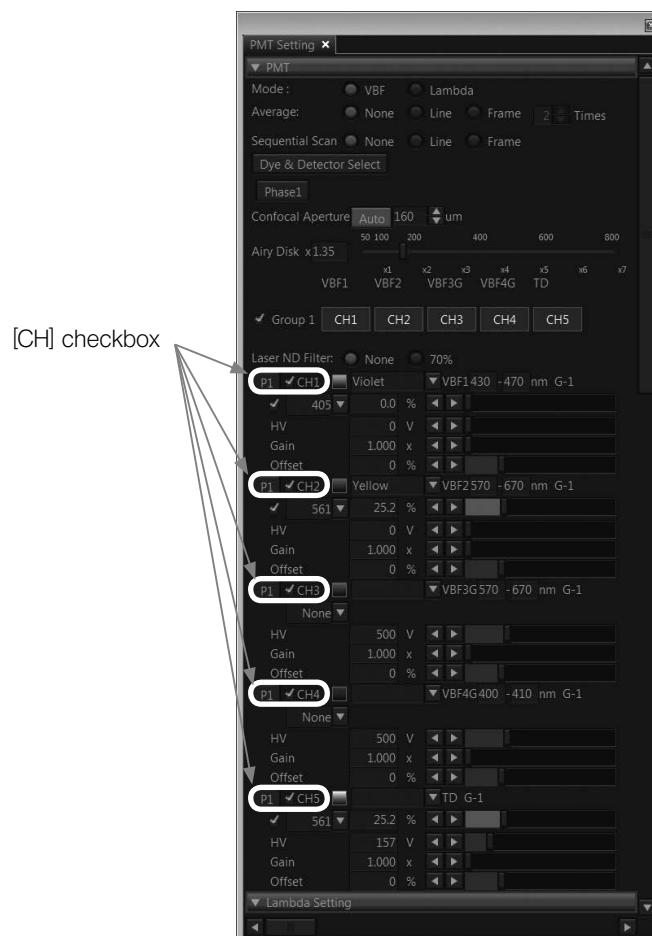 PMT Setting ×
PMT
Mode : VBF Lambda
Average: None Line Frame 2 Times
Sequential Scan None Line Frame
Dye & Detector Select
Phase1
Confocal Aperture Auto 160 um
50 100 200 400 600 800
Airy Disk x 1.35
x1 x2 x3 x4 x5 x6 x7
VBF1 VBF2 VBF3G VBF4G TD
Group 1 CH1 CH2 CH3 CH4 CH5
[CH] checkbox
Laser ND Filter: None 70%
P1 CH1 Violet VBF1 430 - 470 nm G-1
405 0.0 %
HV 0 V
Gain 1.000 x
Offset 0 %
P1 CH2 Yellow VBF2 570 - 670 nm G-1
561 25.2 %
HV 0 V
Gain 1.000 x
Offset 0 %
P1 CH3 VBF3G 570 - 670 nm G-1
None
HV 500 V
Gain 1.000 x
Offset 0 %
P1 CH4 VBF4G 400 - 410 nm G-1
None
HV 500 V
Gain 1.000 x
Offset 0 %
P1 CH5 TD G-1
561 25.2 %
HV 157 V
Gain 1.000 x
Offset 0 %
Lambda Setting